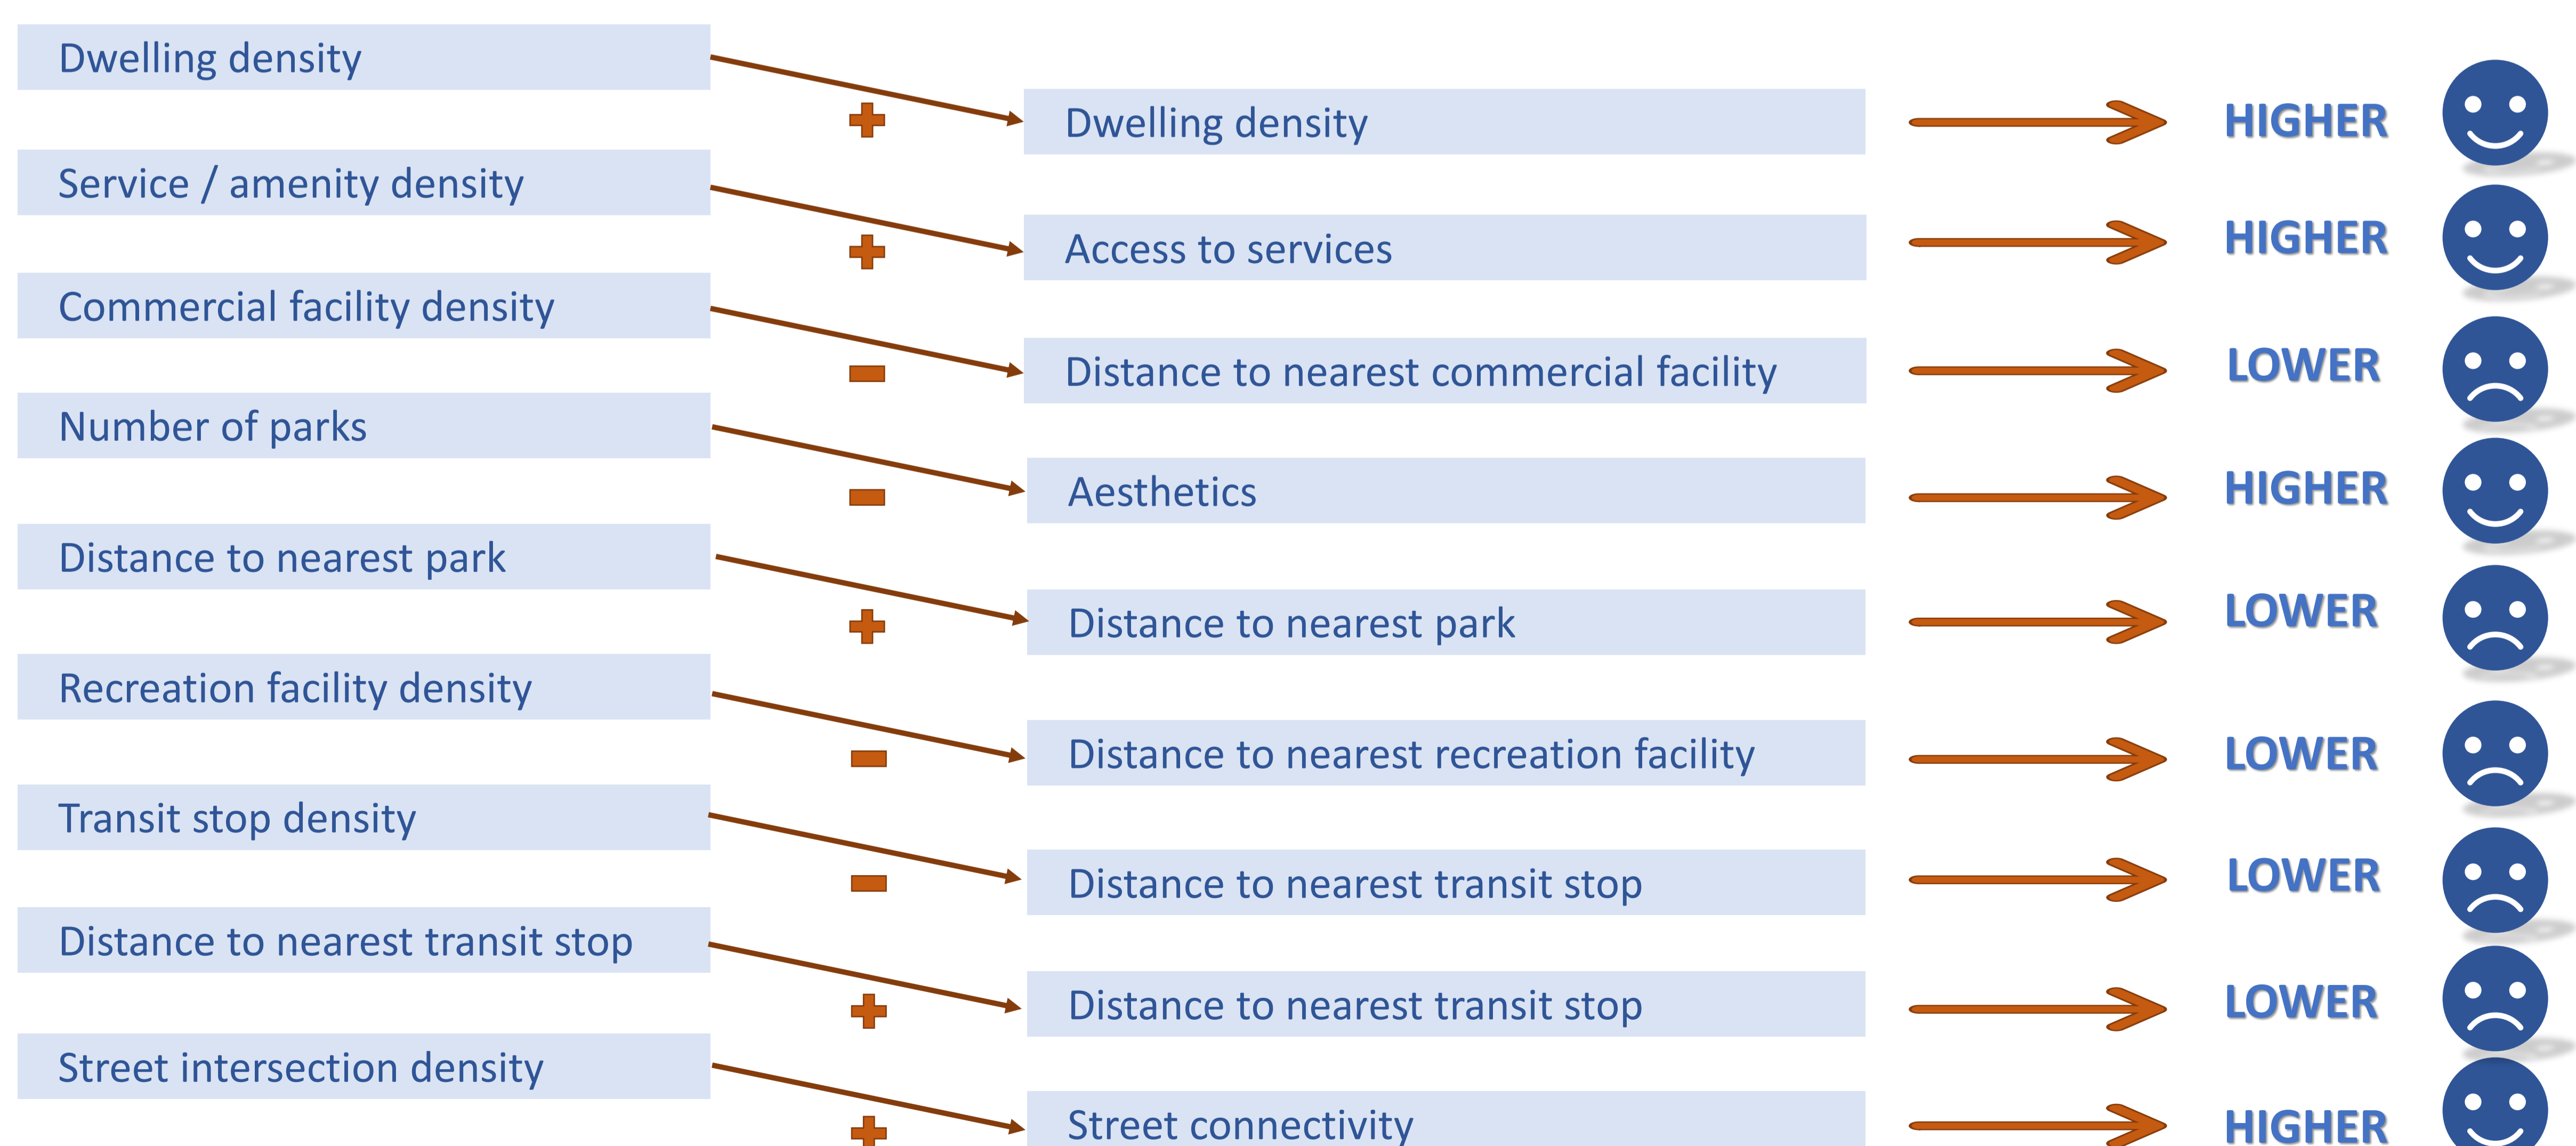 Dwelling density
Dwelling density
HIGHER
Service / amenity density
Access to services
HIGHER
Commercial facility density
Distance to nearest commercial facility
LOWER
Number of parks
Aesthetics
HIGHER
Distance to nearest park
Distance to nearest park
LOWER
Recreation facility density
Distance to nearest recreation facility
LOWER
Transit stop density
Distance to nearest transit stop
LOWER
Distance to nearest transit stop
Distance to nearest transit stop
LOWER
Street intersection density
Street connectivity
HIGHER